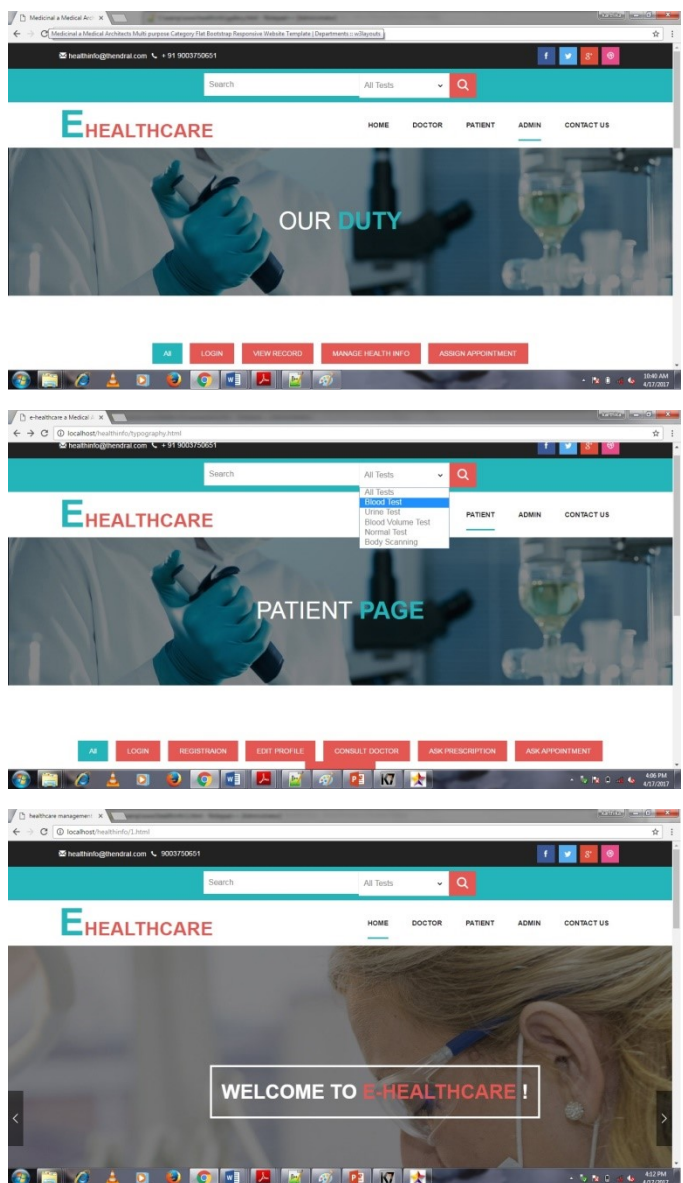 Medicinal a Medical Arc
Medicinal a Medical Architects Multi purpose Category Flat Bootstrap Responsive Website Template | Departments :: w3layouts
healthinfo@thendral.com + 91 9003750651
Search All Tests
EHEALTHCARE HOME DOCTOR PATIENT ADMIN CONTACT US
OUR DUTY
All LOGIN VIEW RECORD MANAGE HEALTH INFO ASSIGN APPOINTMENT
10:40 AM
4/17/2017
e-healthcare a Medical
localhost/healthinfo/typography.html
healthinfo@thendral.com + 91 9003750651
Search All Tests
All Tests
Blood Test
Urine Test
Blood Volume Test
Normal Test
Body Scanning
EHEALTHCARE PATIENT ADMIN CONTACT US
PATIENT PAGE
All LOGIN REGISTRAION EDIT PROFILE CONSULT DOCTOR ASK PRESCRIPTION ASK APPOINTMENT
4:06 PM
4/17/2017
healthcare management
localhost/healthinfo/1.html
healthinfo@thendral.com 9003750651
Search All Tests
EHEALTHCARE HOME DOCTOR PATIENT ADMIN CONTACT US
WELCOME TO E-HEALTHCARE !
4:12 PM
4/17/2017